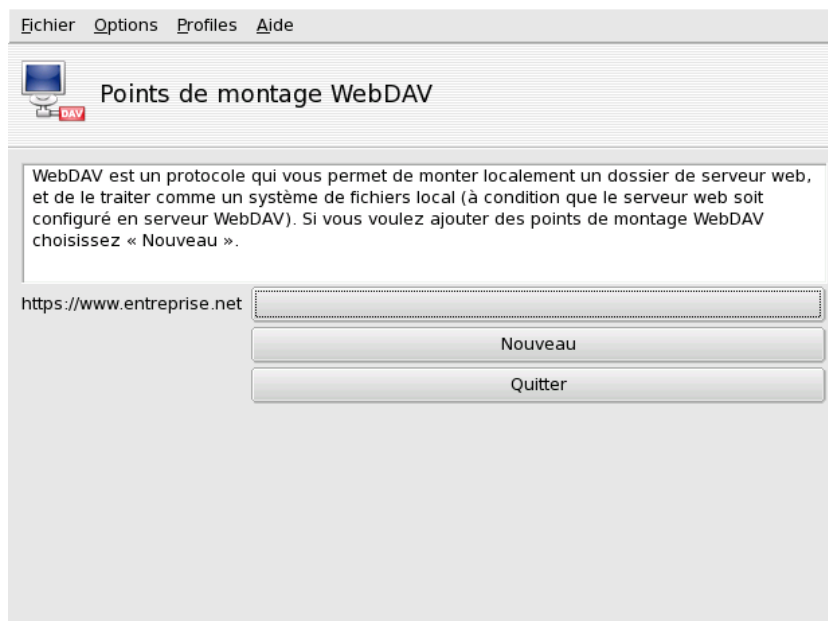 Fichier Options Profiles Aide
DAV
Points de montage WebDAV
WebDAV est un protocole qui vous permet de monter localement un dossier de serveur web,
et de le traiter comme un système de fichiers local (à condition que le serveur web soit
configuré en serveur WebDAV). Si vous voulez ajouter des points de montage WebDAV
choisissez « Nouveau ».
https://www.entreprise.net
Nouveau
Quitter